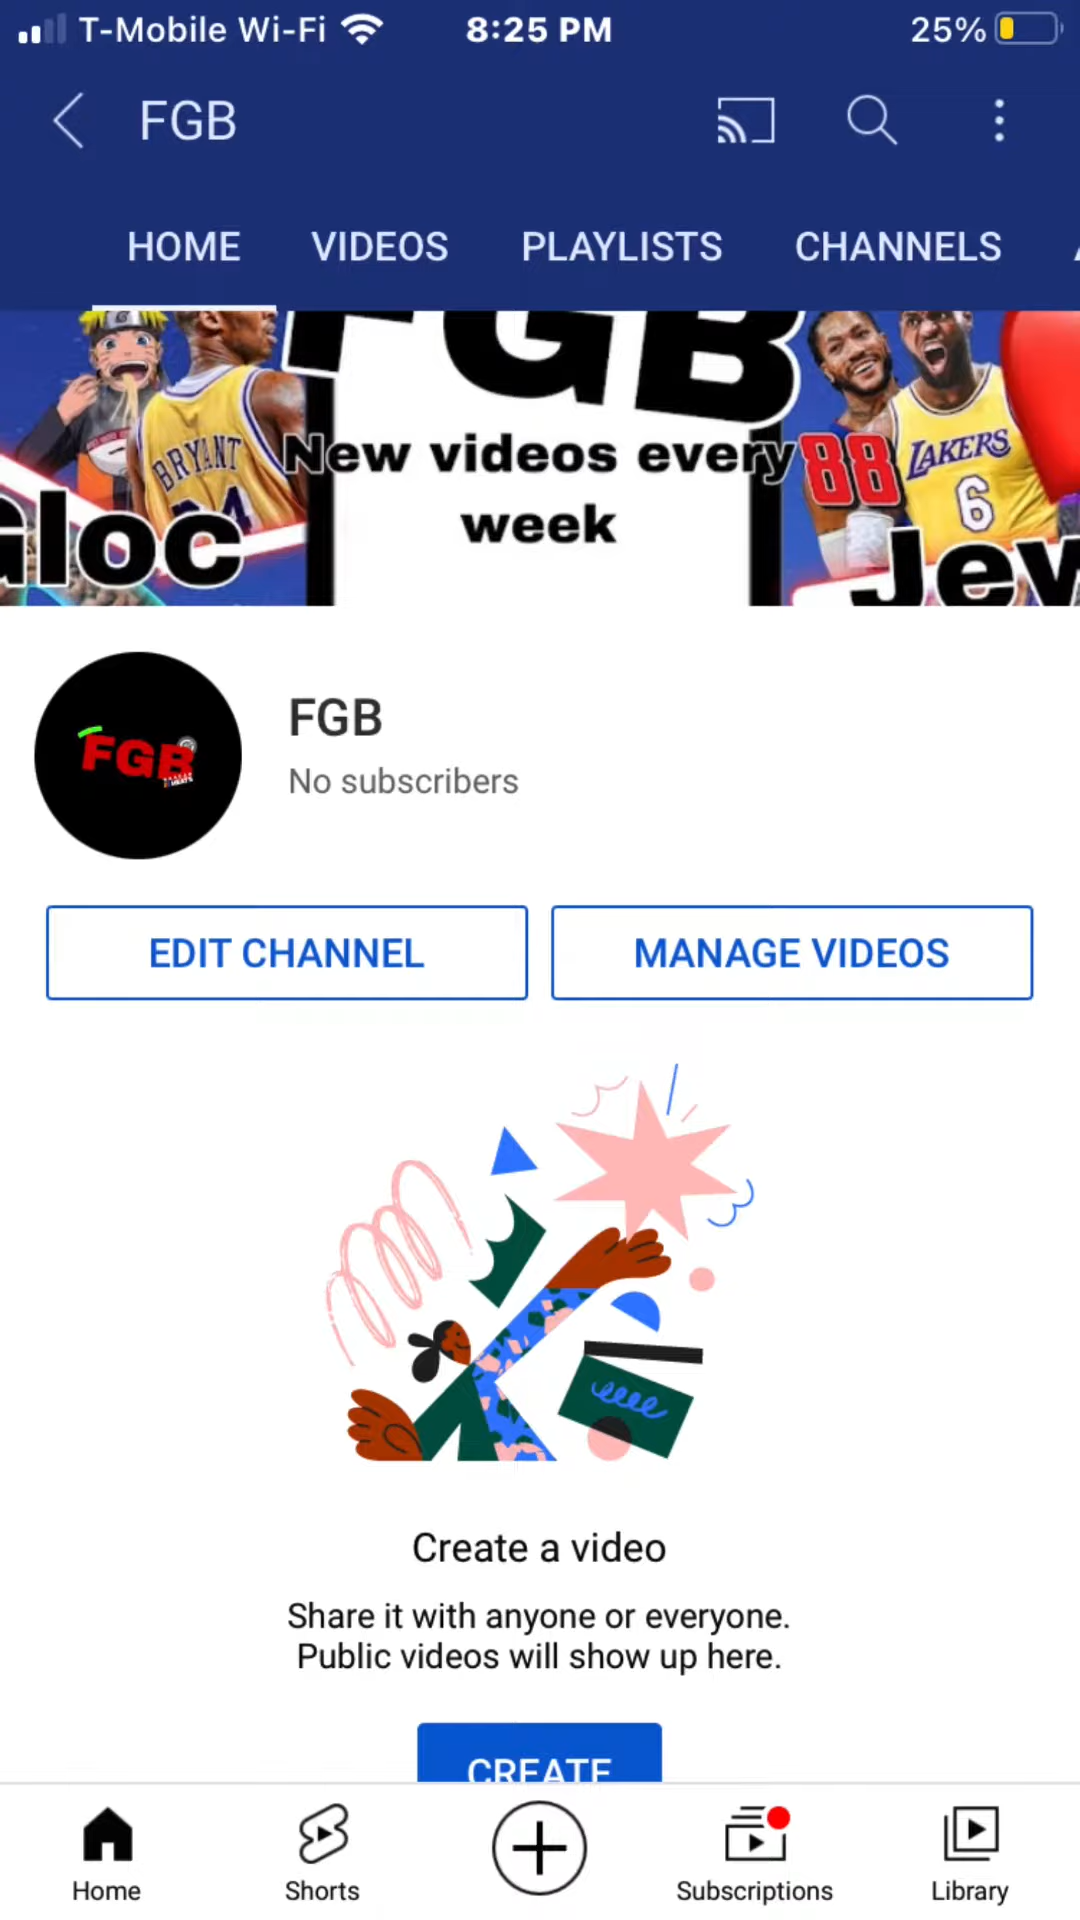 T-Mobile Wi-Fi 8:25 PM 25%
FGB
HOME VIDEOS PLAYLISTS CHANNELS
FGB
BRYANT
24
New videos every
week
88
LAKERS
6
FGB
FGB
No subscribers
EDIT CHANNEL MANAGE VIDEOS
Create a video
Share it with anyone or everyone.
Public videos will show up here.
CREATE
Home Shorts Subscriptions Library